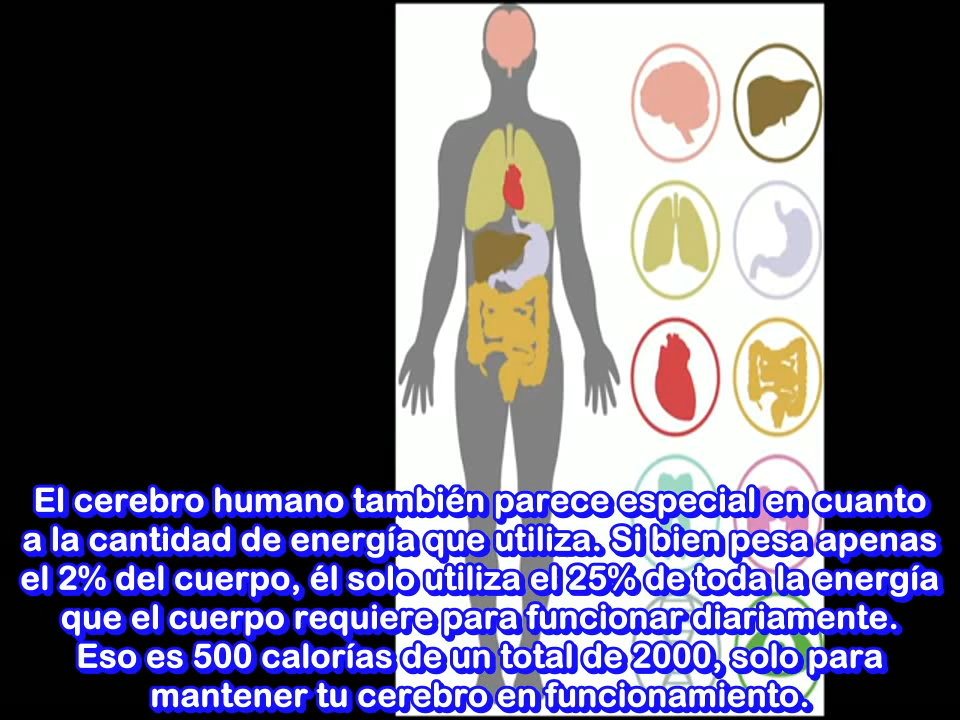 El cerebro humano también parece especial en cuanto
a la cantidad de energía que utiliza. Si bien pesa apenas
el 2% del cuerpo, él solo utiliza el 25% de toda la energía
que el cuerpo requiere para funcionar diariamente.
Eso es 500 calorías de un total de 2000, solo para
mantener tu cerebro en funcionamiento.